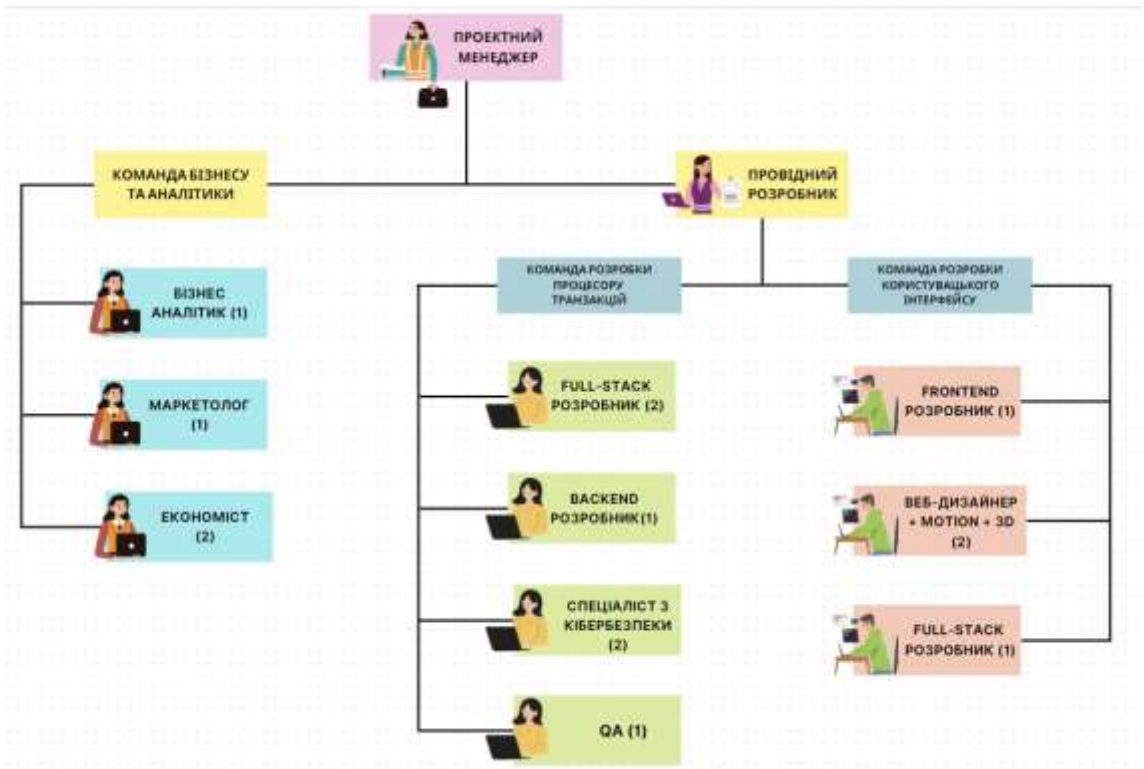 ПРОЕКТНИЙ
МЕНЕДЖЕР
КОМАНДА БІЗНЕСУ
ТА АНАЛІТИКИ
ПРОВІДНИЙ
РОЗРОБНИК
БІЗНЕС
АНАЛІТИК (1)
МАРКЕТОЛОГ
(1)
ЕКОНОМІСТ
(2)
КОМАНДА РОЗРОБКИ
ПРОЦЕСОРУ
ТРАНЗАКЦІЙ
FULL-STACK
РОЗРОБНИК (2)
BACKEND
РОЗРОБНИК(1)
СПЕЦІАЛІСТ З
КІБЕРБЕЗПЕКИ
(2)
QA (1)
КОМАНДА РОЗРОБКИ
КОРИСТУВАЦЬКОГО
ІНТЕРФЕЙСУ
FRONTEND
РОЗРОБНИК (1)
ВЕБ-ДИЗАЙНЕР
+ MOTION + 3D
(2)
FULL-STACK
РОЗРОБНИК (1)